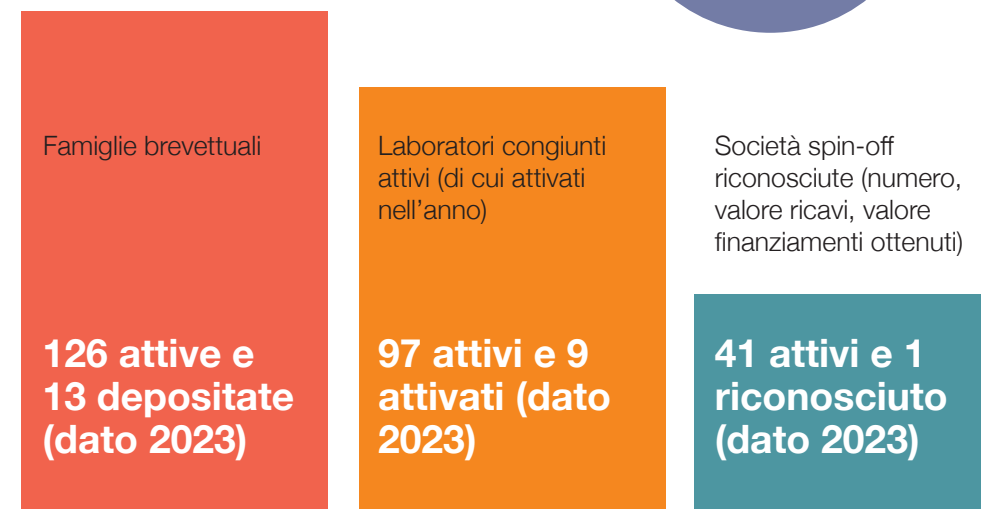 Famiglie brevettuali
126 attive e
13 depositate
(dato 2023)
Laboratori congiunti
attivi (di cui attivati
nell'anno)
97 attivi e 9
attivati (dato
2023)
Società spin-off
riconosciute (numero,
valore ricavi, valore
finanziamenti ottenuti)
41 attivi e 1
riconosciuto
(dato 2023)